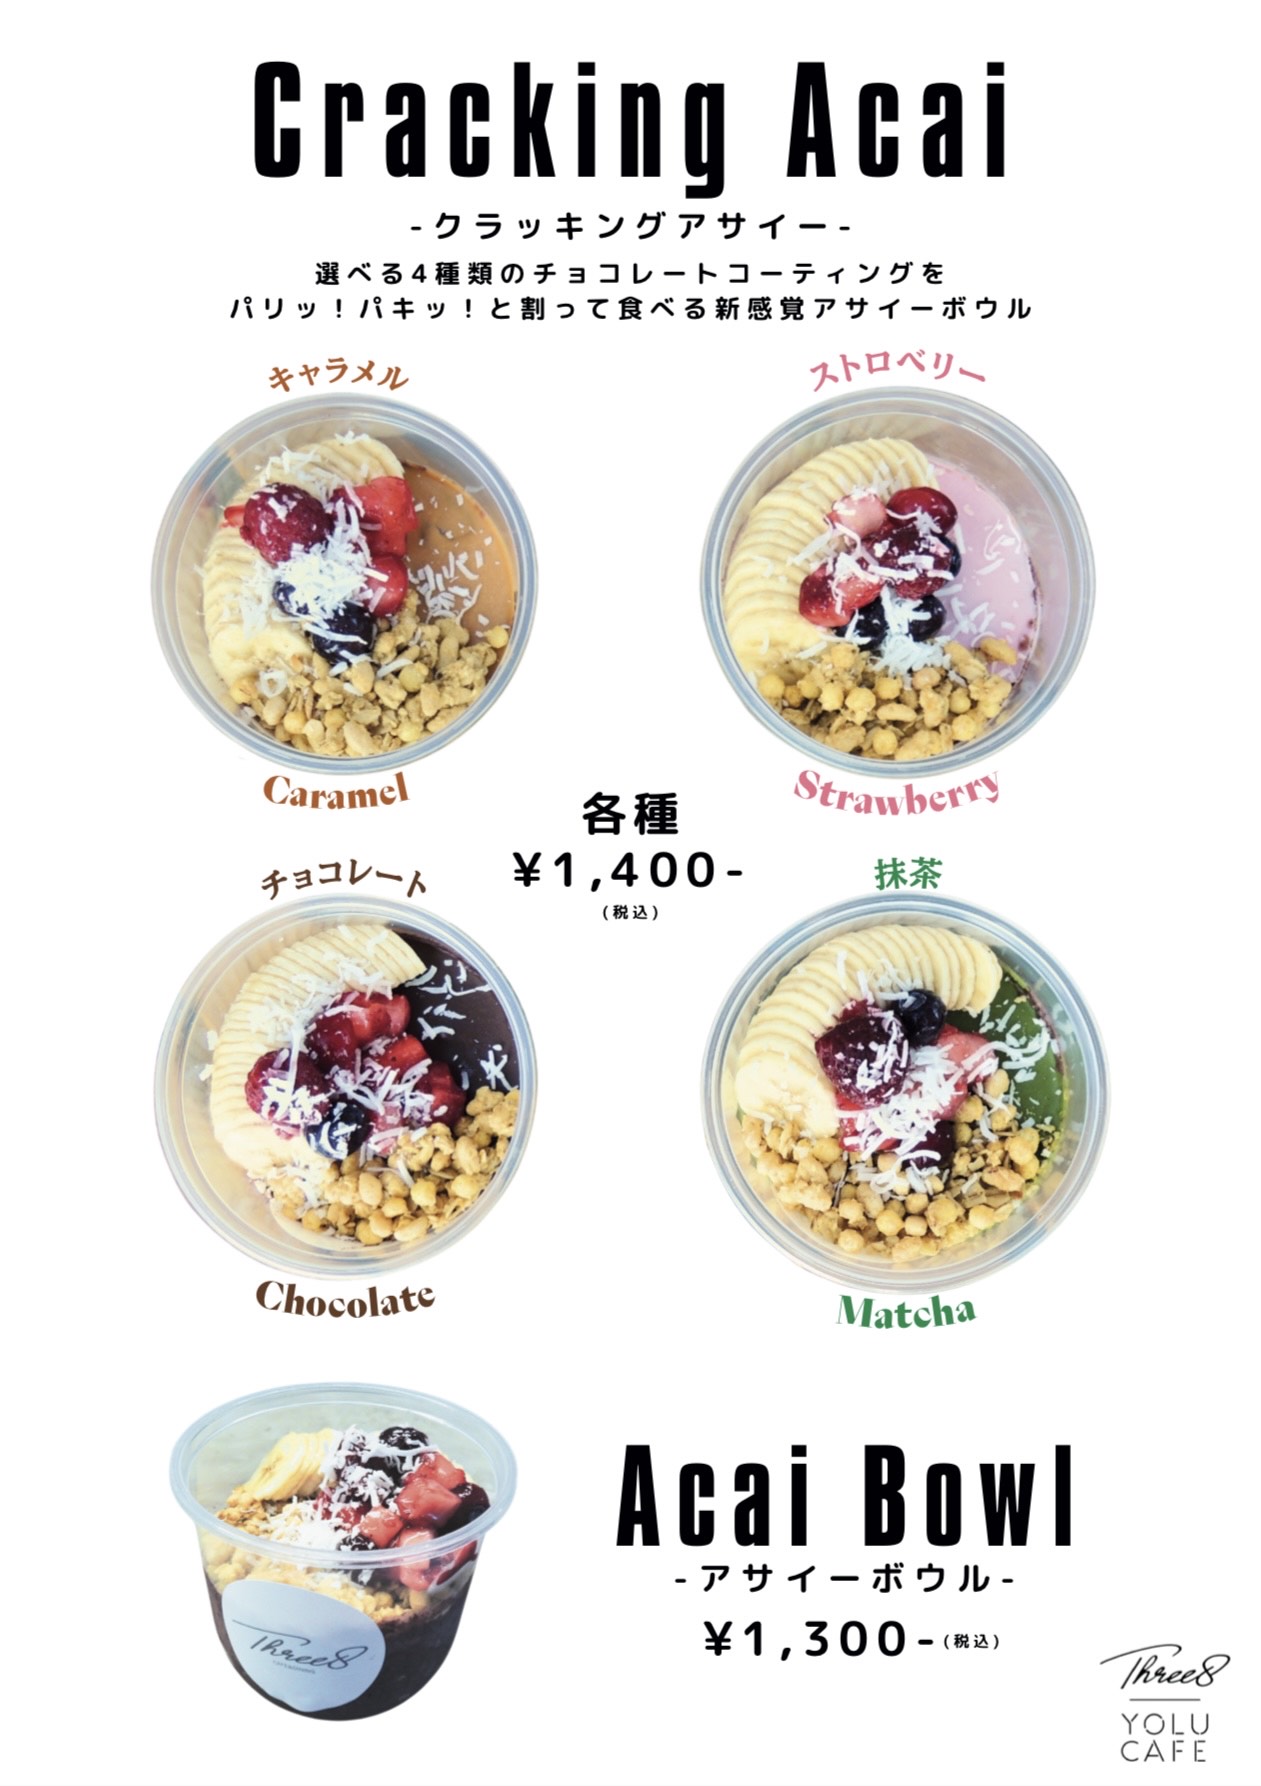 Cracking Acai
-クラッキングアサイー-
選べる4種類のチョコレートコーティングを
パリッ！パキッ！と割って食べる新感覚アサイーボウル
キャラメル
ストロベリー
Caramel
Strawberry
各種
¥1,400-
(税込)
チョコレート
抹茶
Chocolate
Matcha
Acai Bowl
-アサイーボウル-
¥1,300-(税込)
Three8
Three8
YOLU
CAFE